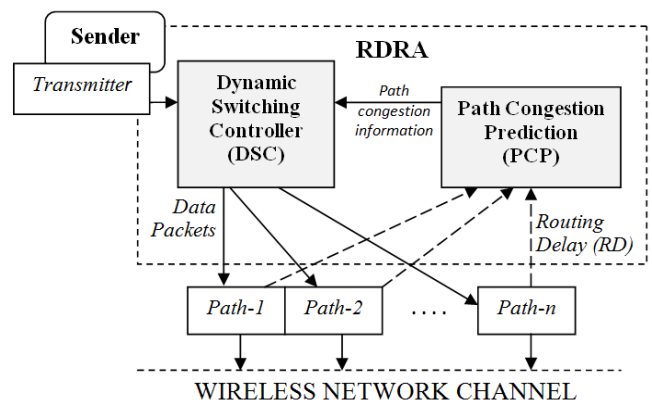 Sender
RDRA
Transmitter
Dynamic
Switching
Controller
(DSC)
Path
congestion
information
Path Congestion
Prediction
(PCP)
Data
Packets
Routing
Delay (RD)
Path-1
Path-2
....
Path-n
WIRELESS NETWORK CHANNEL